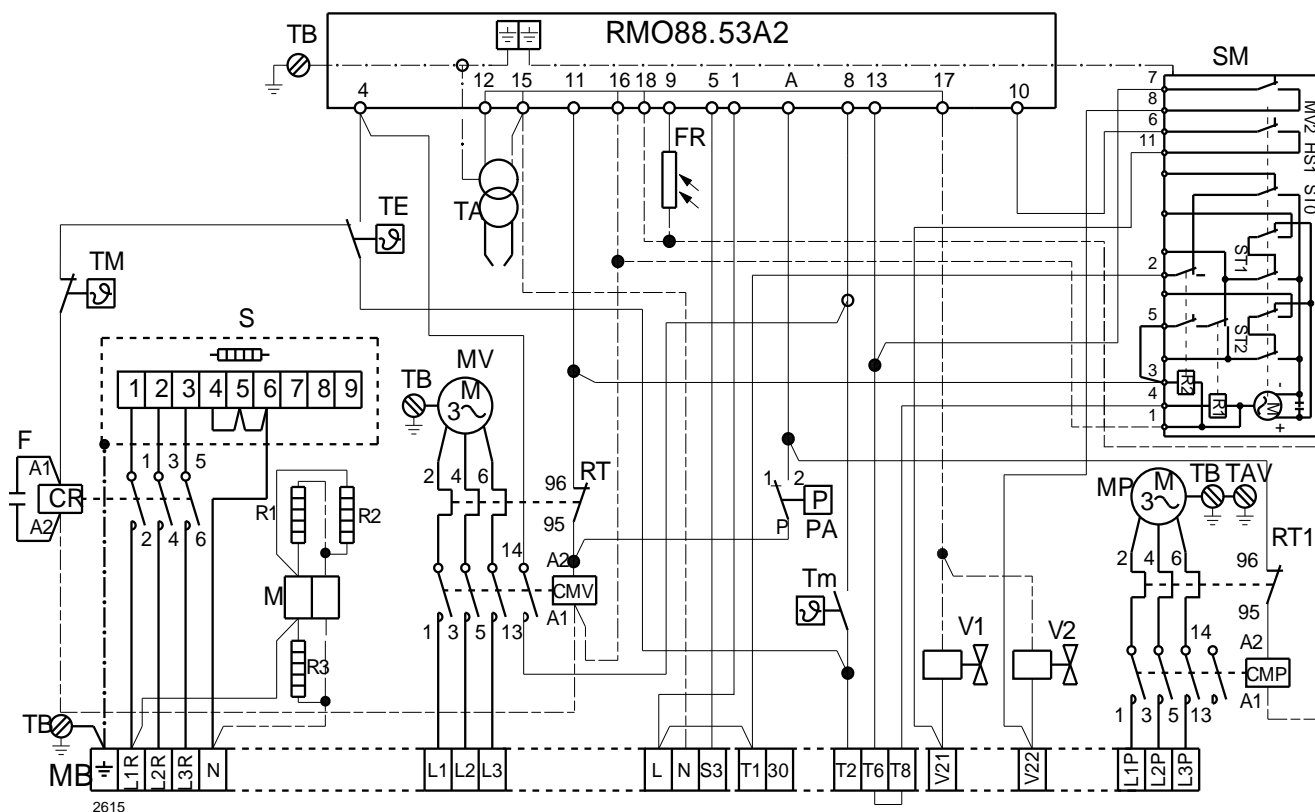 RMO88.53A2
TB
SM
4 12 15 11 16 18 9 5 1 A 8 13 17 10
7
8
6
11
2
5
3
4
1
MV2 HS1 ST0
ST1
ST2
R2
R1
M
-
+
FR
TA
TE
ϑ
TM
ϑ
S
1 2 3 4 5 6 7 8 9
MV
TB
M
3~
F
A1
CR
A2
1 3 5
2 4 6
R1
R2
M
R3
2 4 6
RT
96
95
14
A2
CMV
A1
1 3 5 13
1 2
P
P
PA
Tm
ϑ
V1
V2
MP
M
3~
TB TAV
2 4 6
96
RT1
95
14
A2
CMP
A1
1 3 5 13
TB
MB
L1R L2R L3R N L1 L2 L3 L N S3 T1 30 T2 T6 T8 V21 V22 L1P L2P L3P
2615